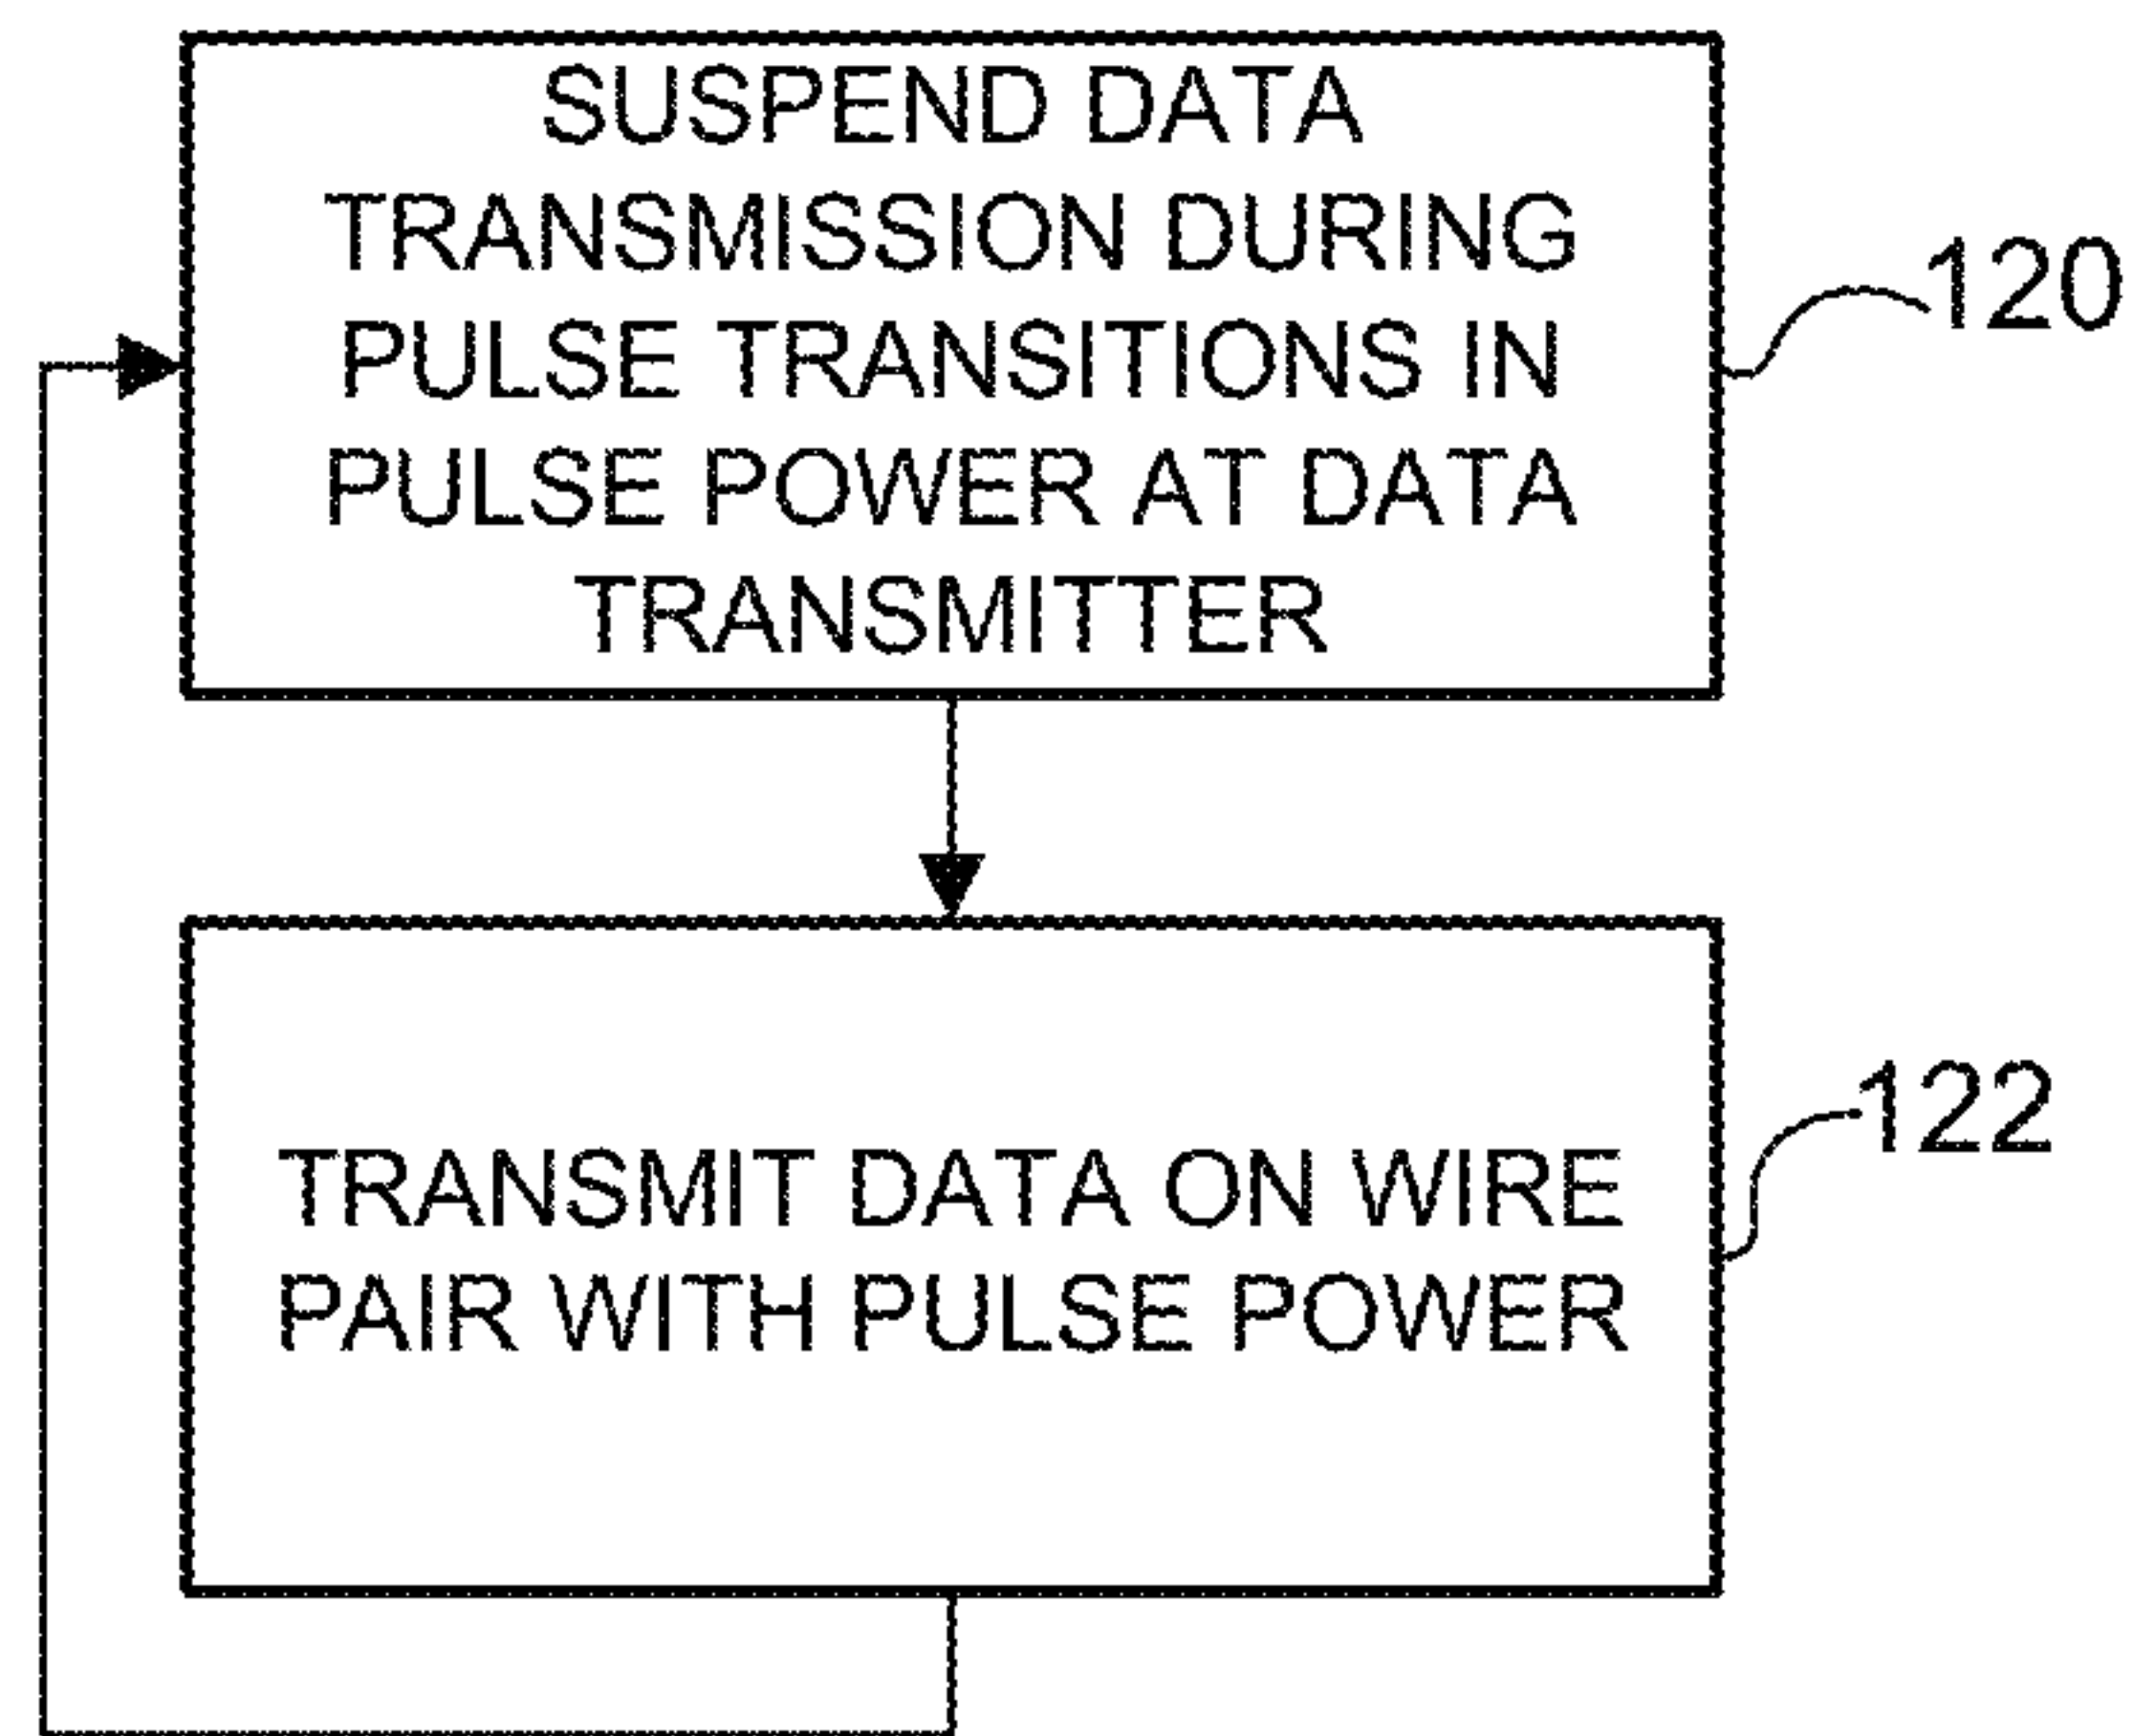 SUSPEND DATA
TRANSMISSION DURING
PULSE TRANSITIONS IN
PULSE POWER AT DATA
TRANSMITTER
120
TRANSMIT DATA ON WIRE
PAIR WITH PULSE POWER
122